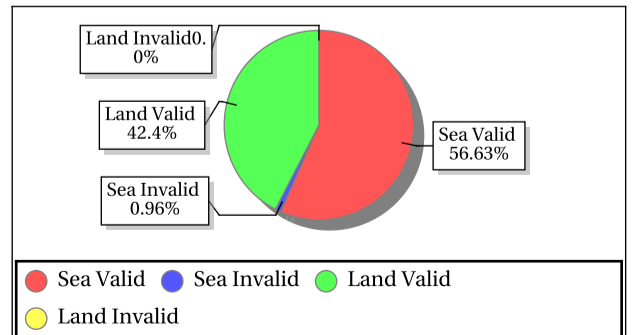 Land Invalid0.
0%
Land Valid
42.4%
Sea Valid
56.63%
Sea Invalid
0.96%
Sea Valid Sea Invalid Land Valid
Land Invalid